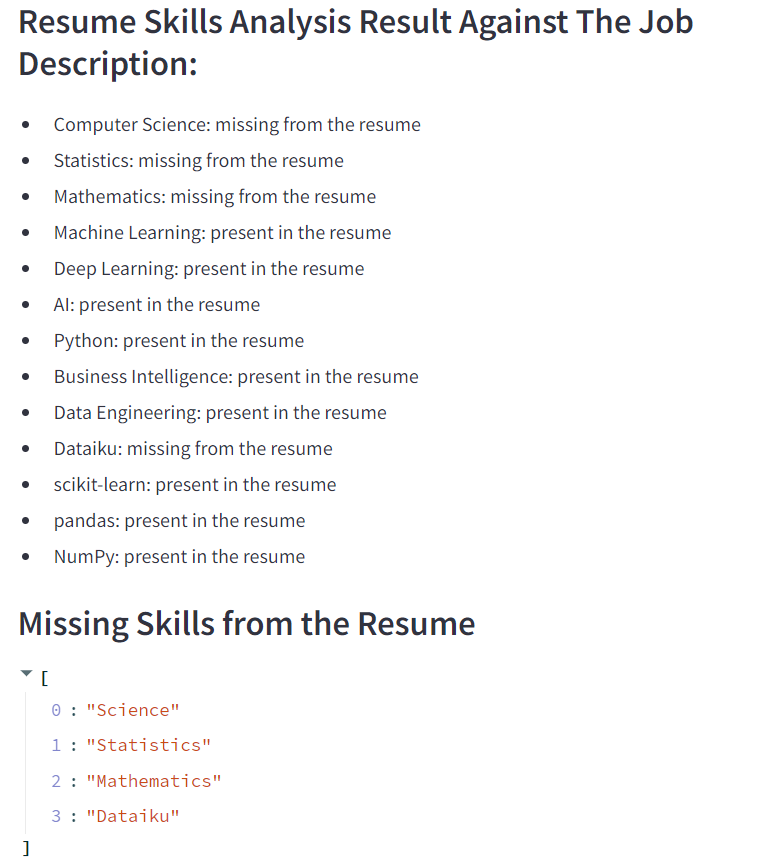 Resume Skills Analysis Result Against The Job
Description:
• Computer Science: missing from the resume
• Statistics: missing from the resume
• Mathematics: missing from the resume
• Machine Learning: present in the resume
• Deep Learning: present in the resume
• AI: present in the resume
• Python: present in the resume
• Business Intelligence: present in the resume
• Data Engineering: present in the resume
• Dataiku: missing from the resume
• scikit-learn: present in the resume
• pandas: present in the resume
• NumPy: present in the resume
Missing Skills from the Resume
[
0 : "Science"
1 : "Statistics"
2 : "Mathematics"
3 : "Dataiku"
]